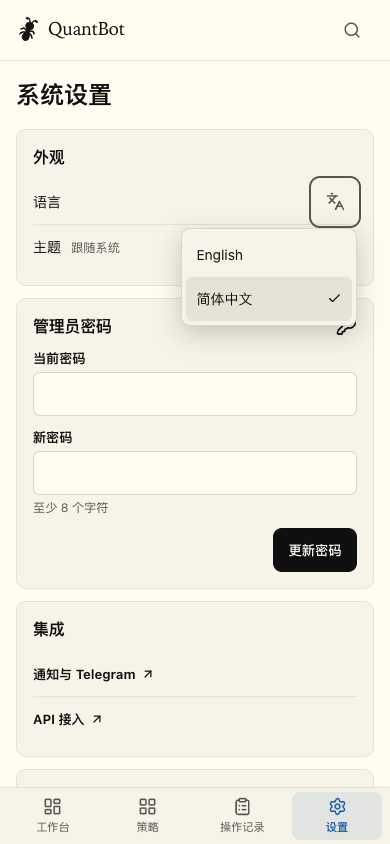 QuantBot
系统设置
外观
语言
主题 跟随系统
English
简体中文
管理员密码
当前密码
新密码
至少 8 个字符
更新密码
集成
通知与 Telegram
API 接入
工作台
策略
操作记录
设置